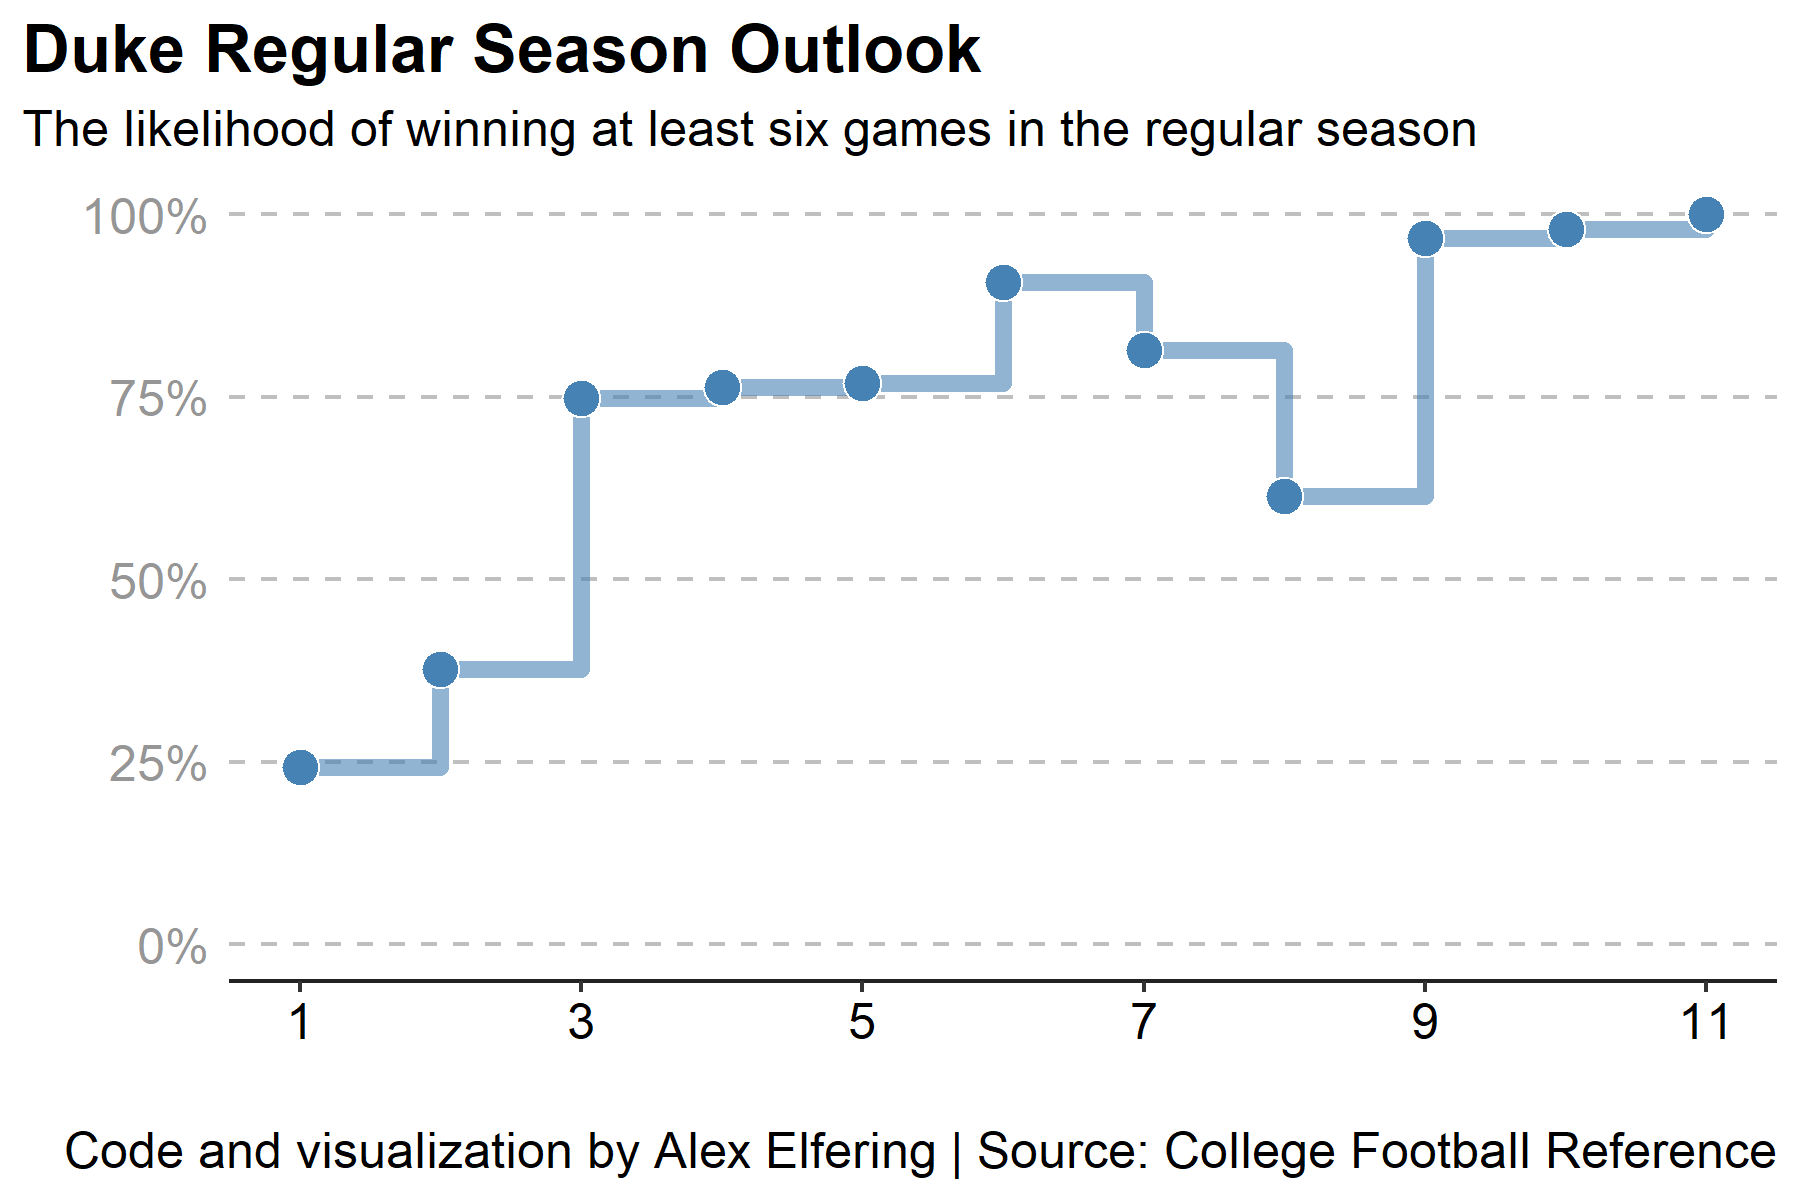 Duke Regular Season Outlook
The likelihood of winning at least six games in the regular season
100%
75%
50%
25%
0%
1 3 5 7 9 11
Code and visualization by Alex Elfering | Source: College Football Reference